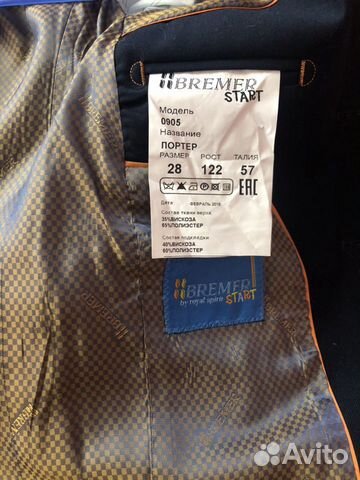 BREMER
START
Модель
0905
Название
ПОРТЕР
РАЗМЕР РОСТ ТАЛИЯ
28 122 57
EAC
Дата: ФЕВРАЛЬ 2016
Состав ткани верха:
35%ВИСКОЗА
65%ПОЛИЭСТЕР
Состав подкладки
40%ВИСКОЗА
60%ПОЛИЭСТЕР
BREMER
by royal spirit START
Avito